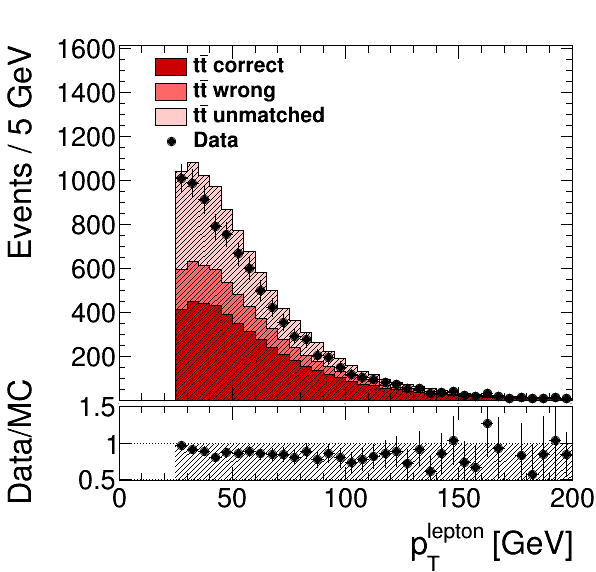 Events / 5 GeV
1600
1400
1200
1000
800
600
400
200
tt̄ correct
tt̄ wrong
tt̄ unmatched
Data
Data/MC
1.5
1
0.5
0 50 100 150 200
p_T^lepton [GeV]